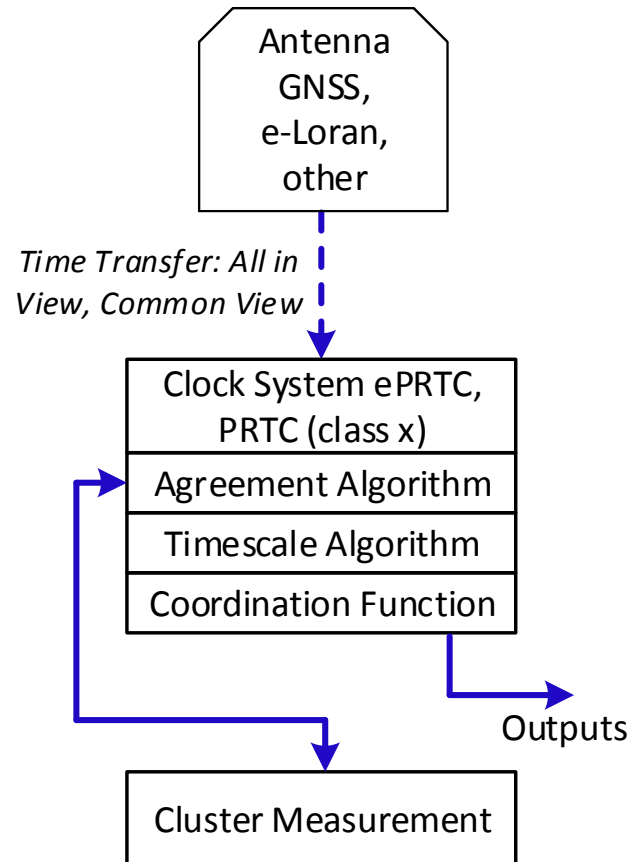 Antenna
GNSS,
e-Loran,
other
Time Transfer: All in
View, Common View
Clock System ePRTC,
PRTC (class x)
Agreement Algorithm
Timescale Algorithm
Coordination Function
Outputs
Cluster Measurement